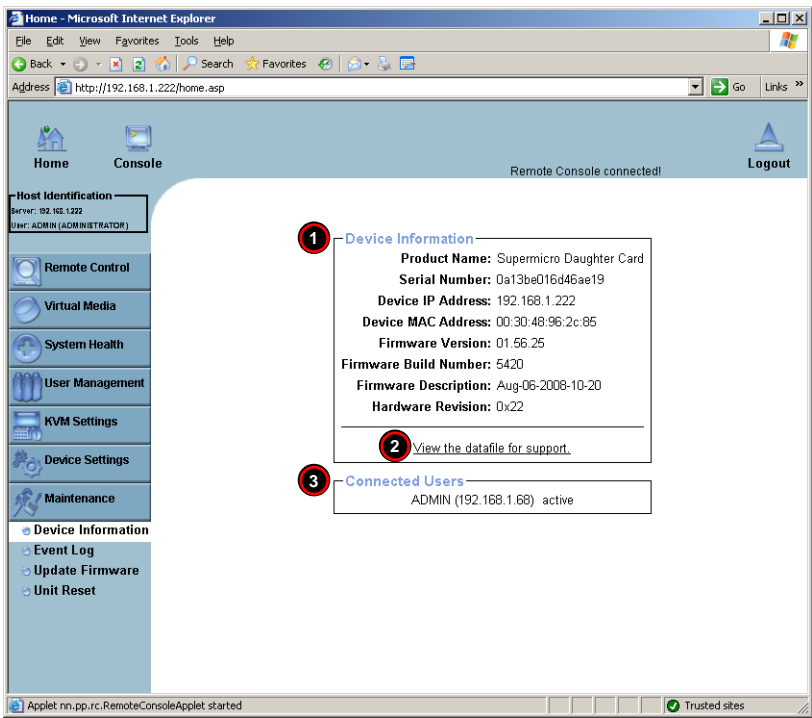 Home - Microsoft Internet Explorer
File Edit View Favorites Tools Help
Back Search Favorites
Address http://192.168.1.222/home.asp Go Links »
Home Console Logout
Remote Console connected!
Host Identification
Server: 192.168.1.222
User: ADMIN (ADMINISTRATOR)
Remote Control
Virtual Media
System Health
User Management
KVM Settings
Device Settings
Maintenance
Device Information
Event Log
Update Firmware
Unit Reset
1 Device Information
Product Name: Supermicro Daughter Card
Serial Number: 0a13be016d46ae19
Device IP Address: 192.168.1.222
Device MAC Address: 00:30:48:96:2c:85
Firmware Version: 01.56.25
Firmware Build Number: 5420
Firmware Description: Aug-06-2008-10-20
Hardware Revision: 0x22
2 View the datafile for support.
3 Connected Users
ADMIN (192.168.1.68) active
Applet nn.pp.rc.RemoteConsoleApplet started Trusted sites